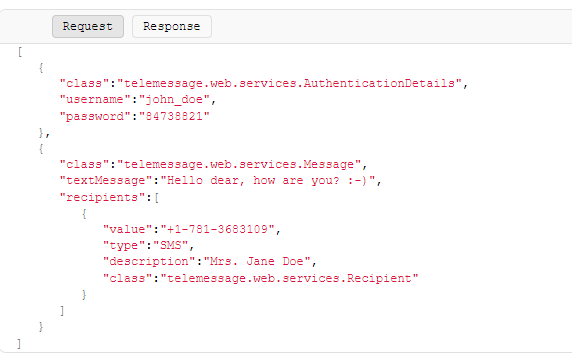 Request Response
[
{
"class":"telemessage.web.services.AuthenticationDetails",
"username":"john_doe",
"password":"84738821"
},
{
"class":"telemessage.web.services.Message",
"textMessage":"Hello dear, how are you? :-)",
"recipients":[
{
"value":"+1-781-3683109",
"type":"SMS",
"description":"Mrs. Jane Doe",
"class":"telemessage.web.services.Recipient"
}
]
}
]